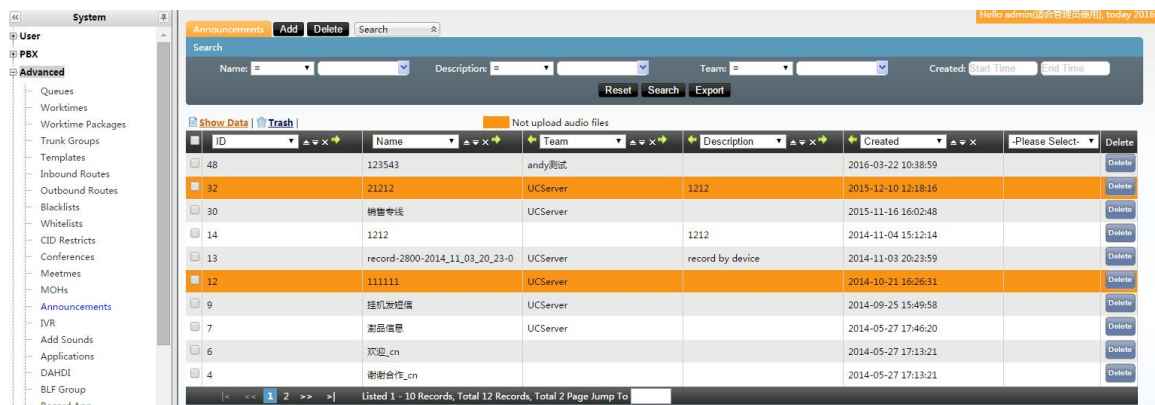 << System
Hello admin(适合管理员使用), today 2016
User
PBX
Advanced
Queues
Worktimes
Worktime Packages
Trunk Groups
Templates
Inbound Routes
Outbound Routes
Blacklists
Whitelists
CID Restricts
Conferences
Meetmes
MOHs
Announcements
IVR
Add Sounds
Applications
DAHDI
BLF Group
Announcements Add Delete Search
Search
Name: = Description: = Team: = Created: Start Time End Time
Reset Search Export
Show Data | Trash | Not upload audio files
ID Name Team Description Created -Please Select- Delete
48 123543 andy测试 2016-03-22 10:38:59 Delete
32 21212 UCServer 1212 2015-12-10 12:18:16 Delete
30 销售专线 UCServer 2015-11-16 16:02:48 Delete
14 1212 1212 2014-11-04 15:12:14 Delete
13 record-2800-2014_11_03_20_23-0 UCServer record by device 2014-11-03 20:23:59 Delete
12 111111 UCServer 2014-10-21 16:26:31 Delete
9 挂机发短信 UCServer 2014-09-25 15:49:58 Delete
7 谢品信息 UCServer 2014-05-27 17:46:20 Delete
6 欢迎_cn 2014-05-27 17:13:21 Delete
4 谢谢合作_cn 2014-05-27 17:13:21 Delete
|< << 1 2 >> >| Listed 1 - 10 Records, Total 12 Records, Total 2 Page Jump To